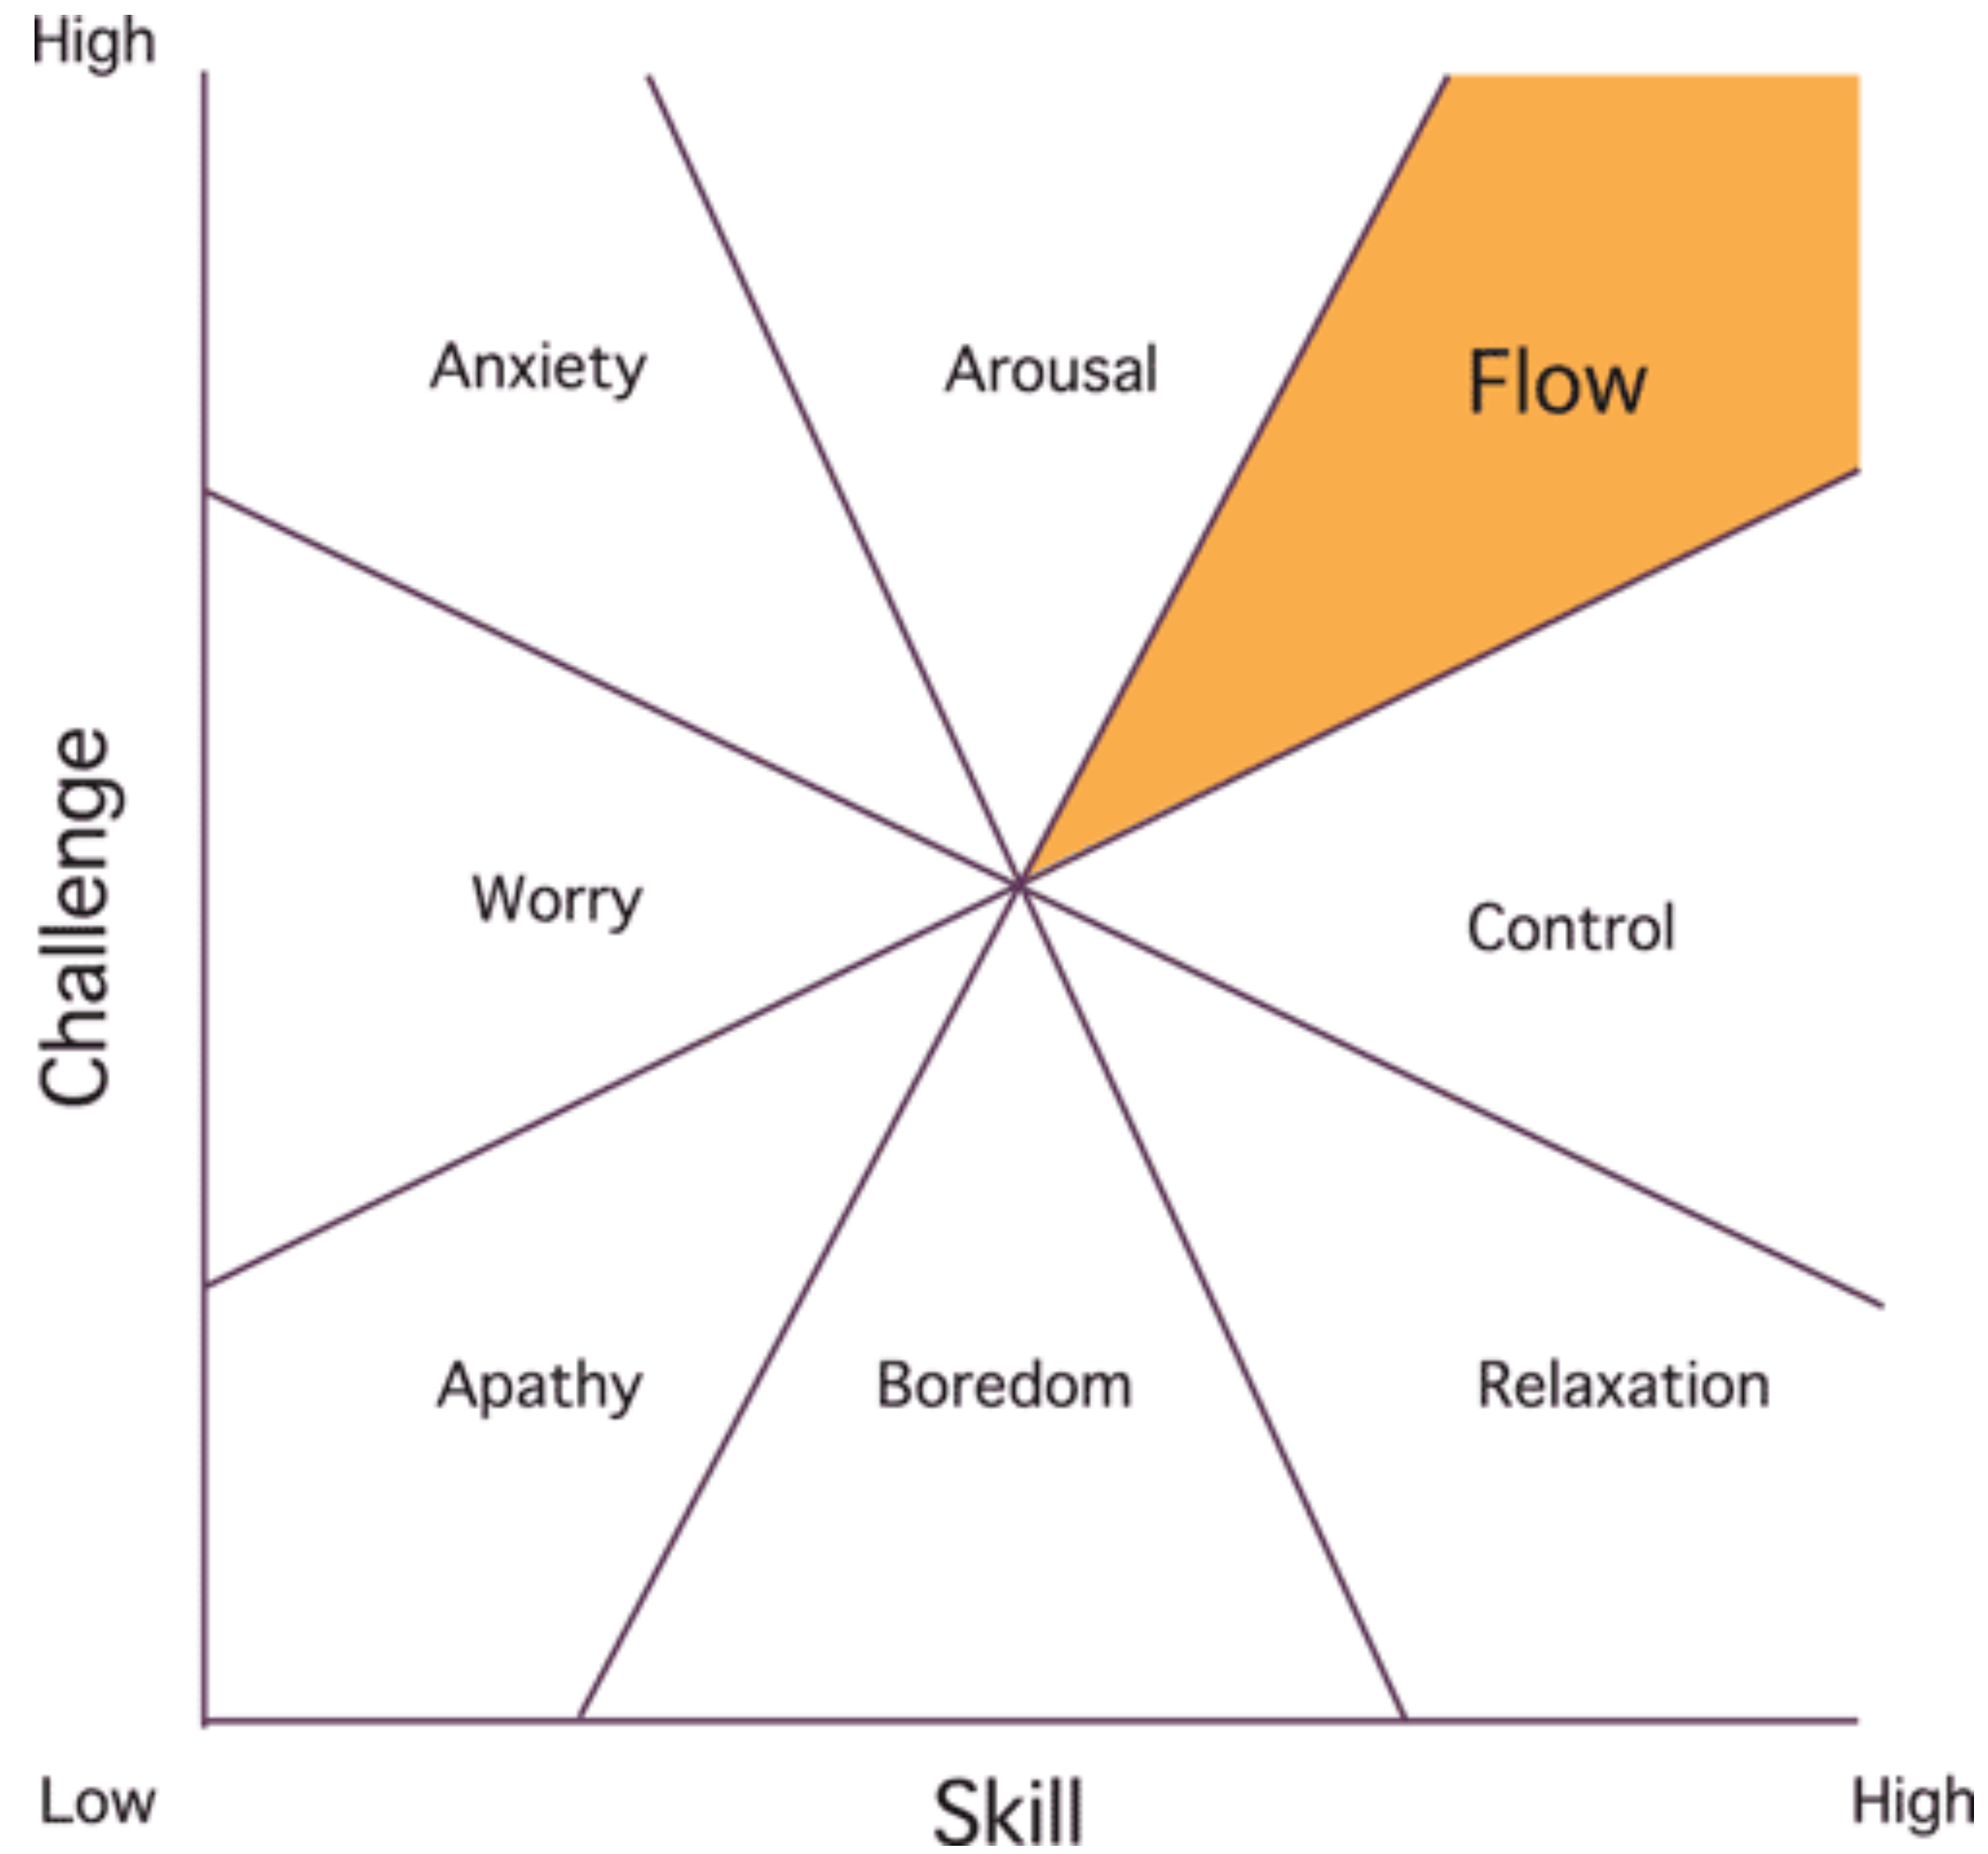 High
Anxiety
Arousal
Flow
Challenge
Worry
Control
Apathy
Boredom
Relaxation
Low
Skill
High